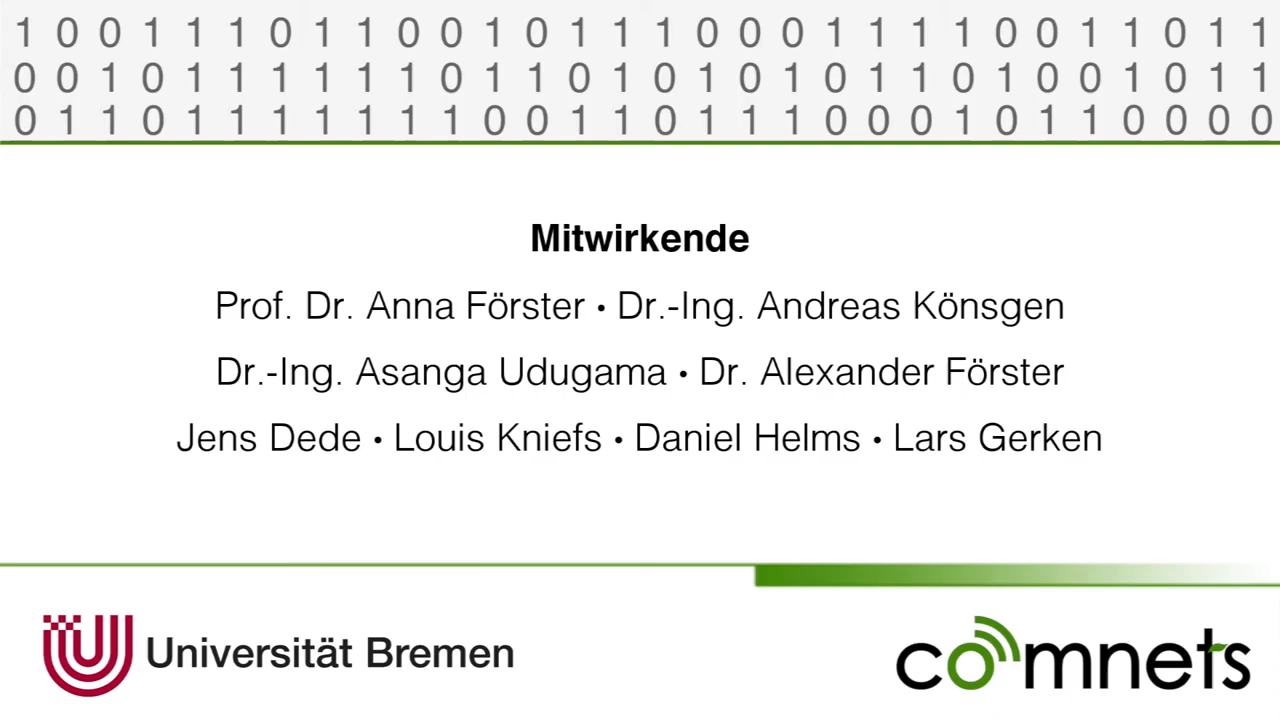 1 0 0 1 1 1 0 1 1 0 0 1 0 1 1 1 0 0 0 1 1 1 1 0 0 1 1 0 1 1
0 0 1 0 1 1 1 1 1 1 0 1 1 0 1 0 1 0 1 0 1 1 0 1 0 0 1 0 1 1
0 1 1 0 1 1 1 1 1 1 1 0 0 1 1 0 1 1 1 0 0 0 1 0 1 1 0 0 0 0
Mitwirkende
Prof. Dr. Anna Förster • Dr.-Ing. Andreas Könsgen
Dr.-Ing. Asanga Udugama • Dr. Alexander Förster
Jens Dede • Louis Kniefs • Daniel Helms • Lars Gerken
Universität Bremen
comnets